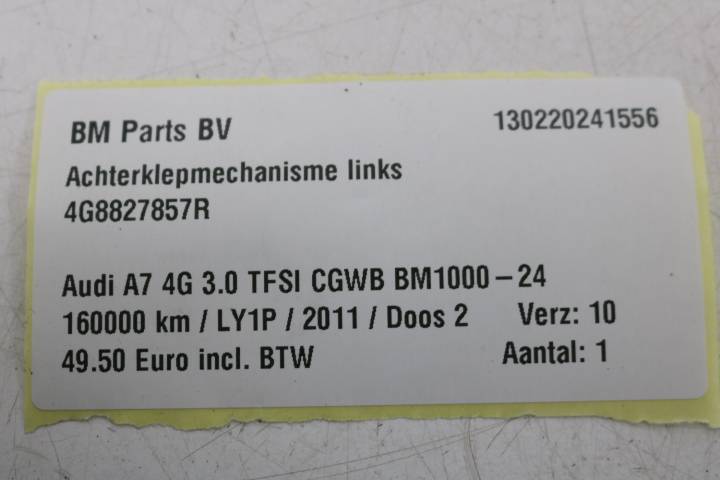 BM Parts BV 130220241556
Achterklepmechanisme links
4G8827857R
Audi A7 4G 3.0 TFSI CGWB BM1000-24
160000 km / LY1P / 2011 / Doos 2 Verz: 10
49.50 Euro incl. BTW Aantal: 1